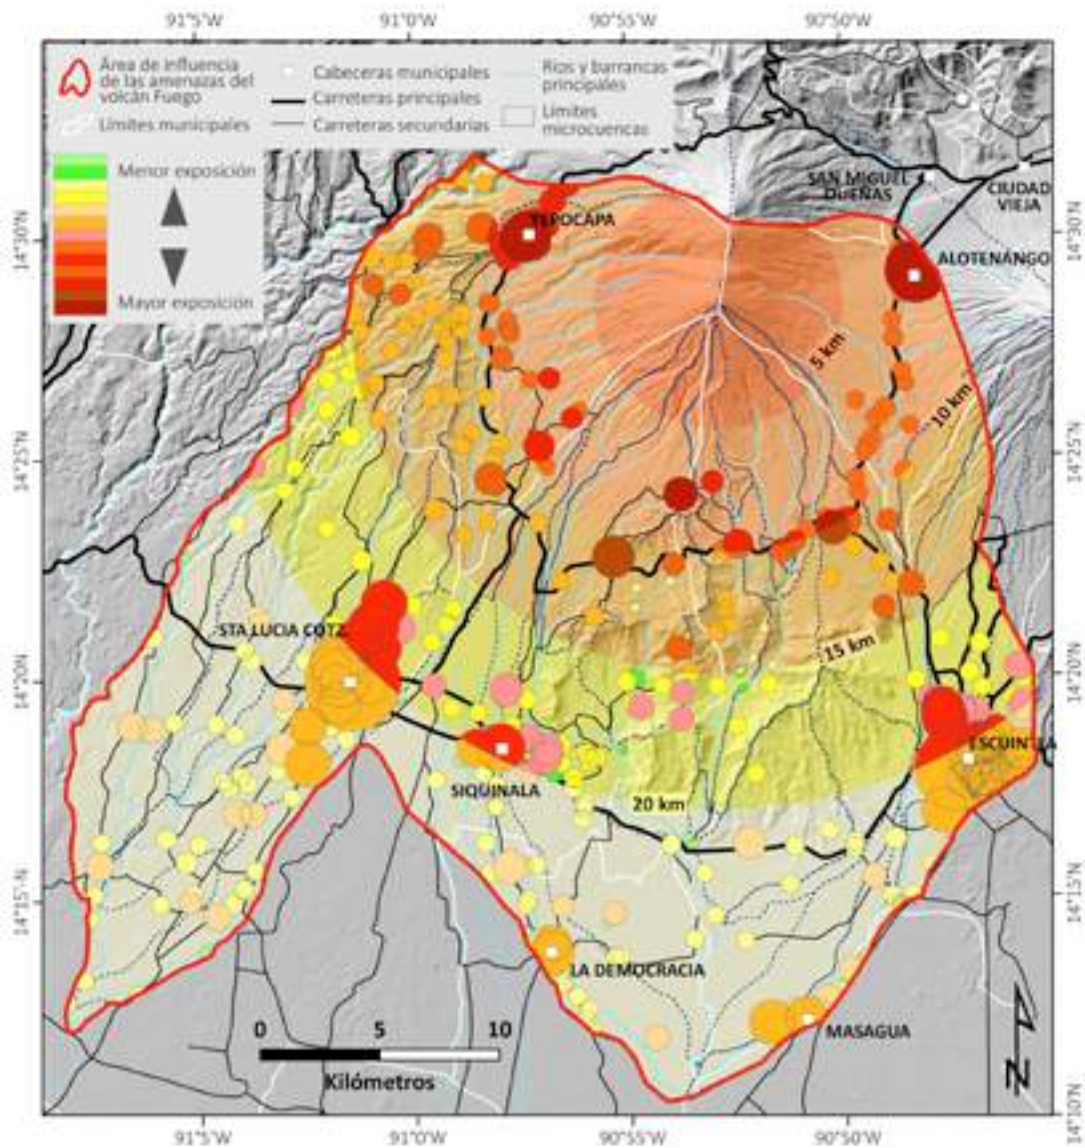 91°5'W 91°0'W 90°55'W 90°50'W
Área de influencia
de las amenazas del
volcán Fuego
Límites municipales
Cabeceras municipales
Carreteras principales
Carreteras secundarias
Ríos y barrancas
principales
Límites
microcuencas
Menor exposición
Mayor exposición
SAN MIGUEL
DUEÑAS
CIUDAD
VIEJA
YEPOCAPA
14°30'N
14°30'N
ALOTENÁNGO
5 km
10 km
14°25'N
14°25'N
STA LUCIA COTZ.
15 km
14°20'N
14°20'N
ESCUINTLA
SIQUINALA
20 km
14°15'N
14°15'N
LA DEMOCRACIA
MASAGUA
0 5 10
Kilómetros
N
14°10'N
91°5'W 91°0'W 90°55'W 90°50'W